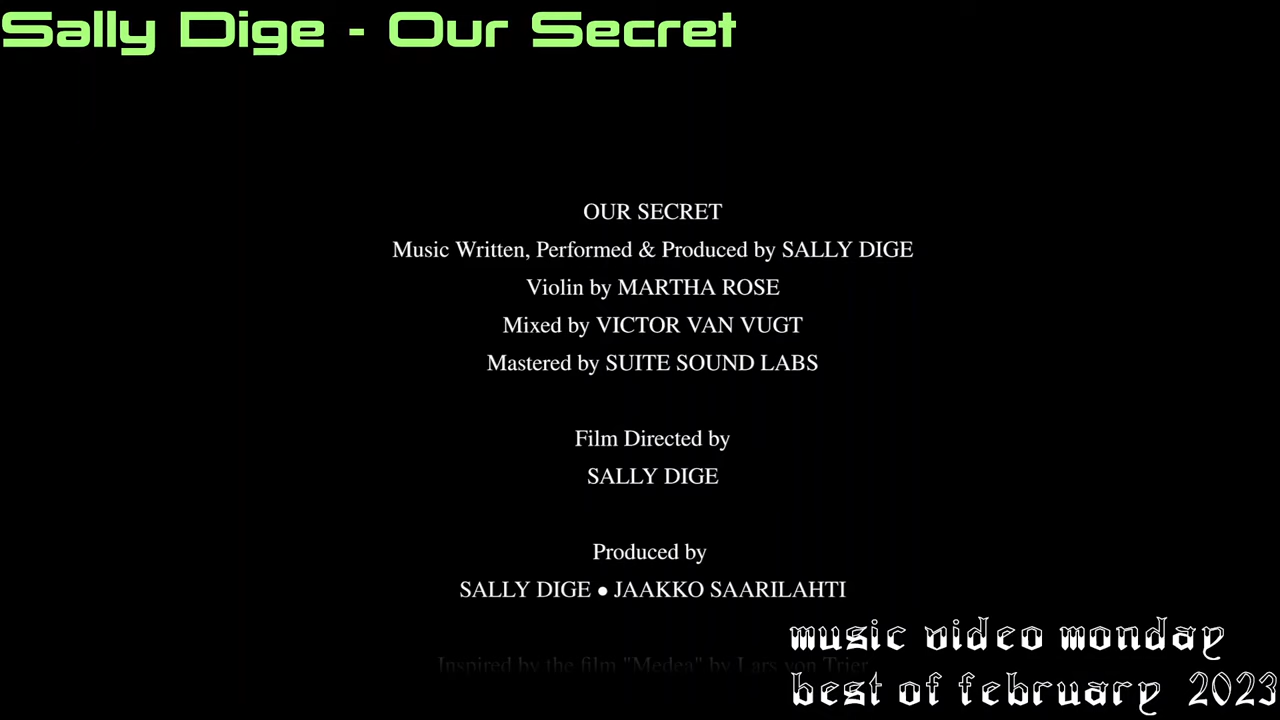 Sally Dige - Our Secret
OUR SECRET
Music Written, Performed & Produced by SALLY DIGE
Violin by MARTHA ROSE
Mixed by VICTOR VAN VUGT
Mastered by SUITE SOUND LABS
Film Directed by
SALLY DIGE
Produced by
SALLY DIGE ● JAAKKO SAARILAHTI
Inspired by the film "Medea" by Lars von Trier
music video monday
best of february 2023